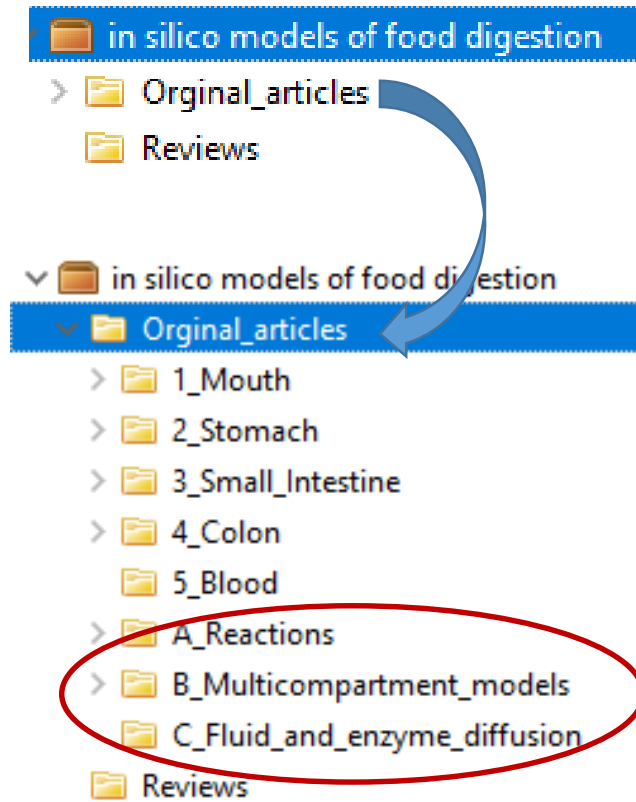 in silico models of food digestion
Orginal_articles
Reviews
in silico models of food digestion
Orginal_articles
1_Mouth
2_Stomach
3_Small_Intestine
4_Colon
5_Blood
A_Reactions
B_Multicompartment_models
C_Fluid_and_enzyme_diffusion
Reviews